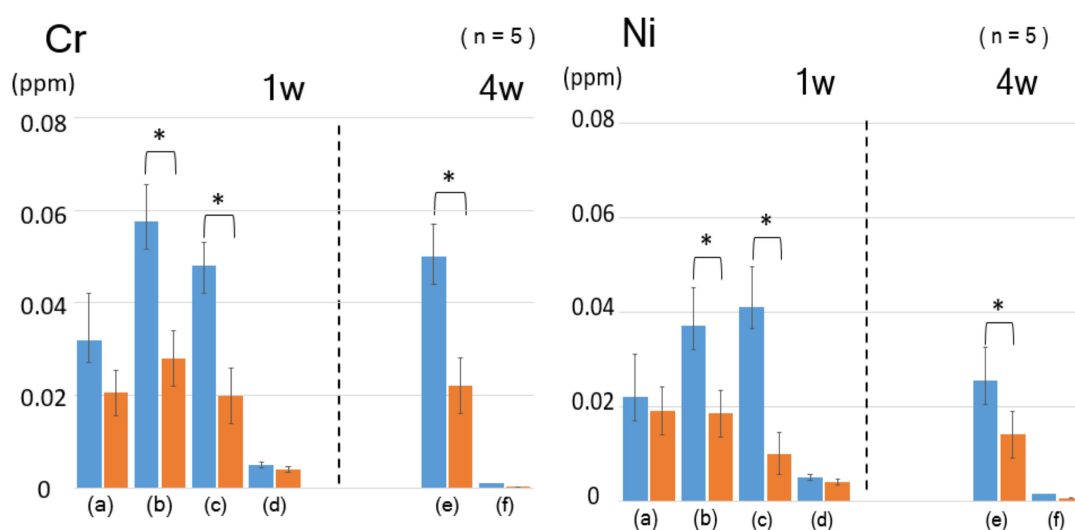 Cr
( n = 5 )
(ppm)
1w
4w
0.08
*
*
*
0.06
0.04
0.02
0
(a)
(b)
(c)
(d)
(e)
(f)
Ni
( n = 5 )
(ppm)
1w
4w
0.08
0.06
*
*
*
0.04
0.02
0
(a)
(b)
(c)
(d)
(e)
(f)